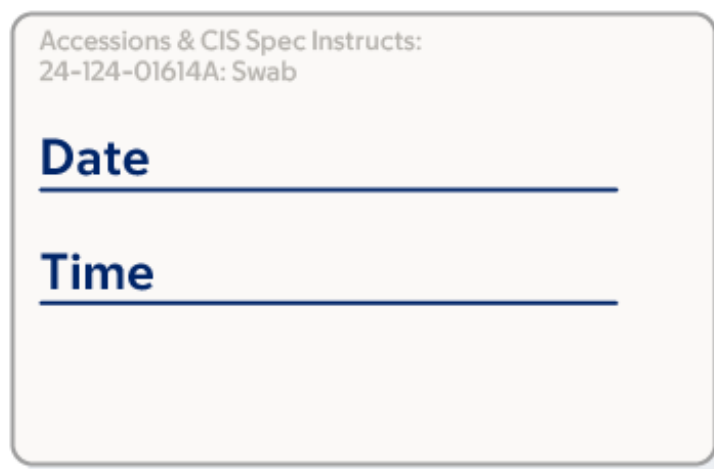 Accessions & CIS Spec Instructs:
24-124-01614A: Swab
Date
Time